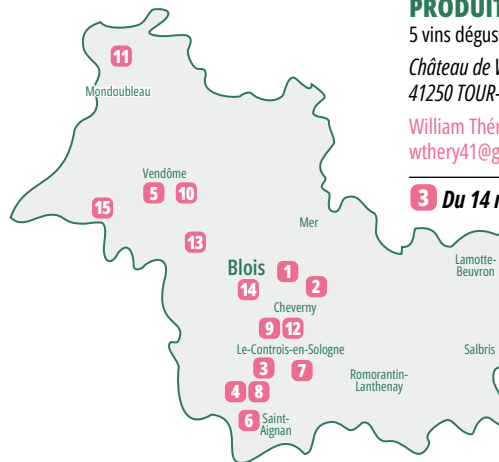 PRODUIT
5 vins dégus
Château de V
41250 TOUR-
William Thér
wthery41@g
3 Du 14 r
11
Mondoubleau
Vendôme
5 10
15
13
Mer
Blois
1
14
2
Cheverny
9 12
Le-Controis-en-Sologne
3
7
4 8
6
Saint-
Aignan
Romorantin-
Lanthenay
Lamotte-
Beuvron
Salbris